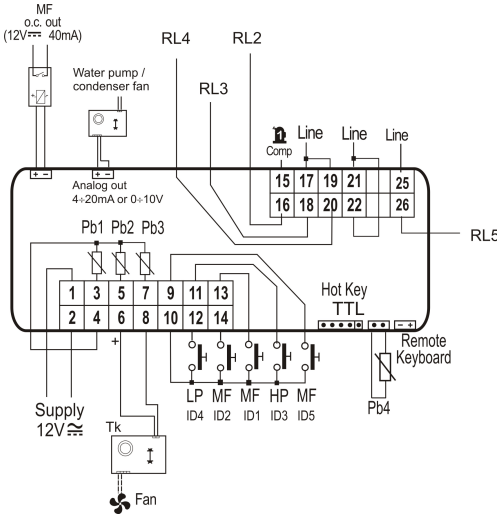 MF
o.c. out
(12V⎓ 40mA)
RL4
RL2
Water pump /
condenser fan
RL3
Comp
Line
Line
Line
+ -
+ -
Analog out
4÷20mA or 0÷10V
15 17 19 21 25
16 18 20 22 26
RL5
Pb1 Pb2 Pb3
1 3 5 7 9 11 13
2 4 6 8 10 12 14
+
Hot Key
TTL
- +
Remote
Keyboard
LP MF MF HP MF
ID4 ID2 ID1 ID3 ID5
Pb4
Supply
12V
Tk
Fan